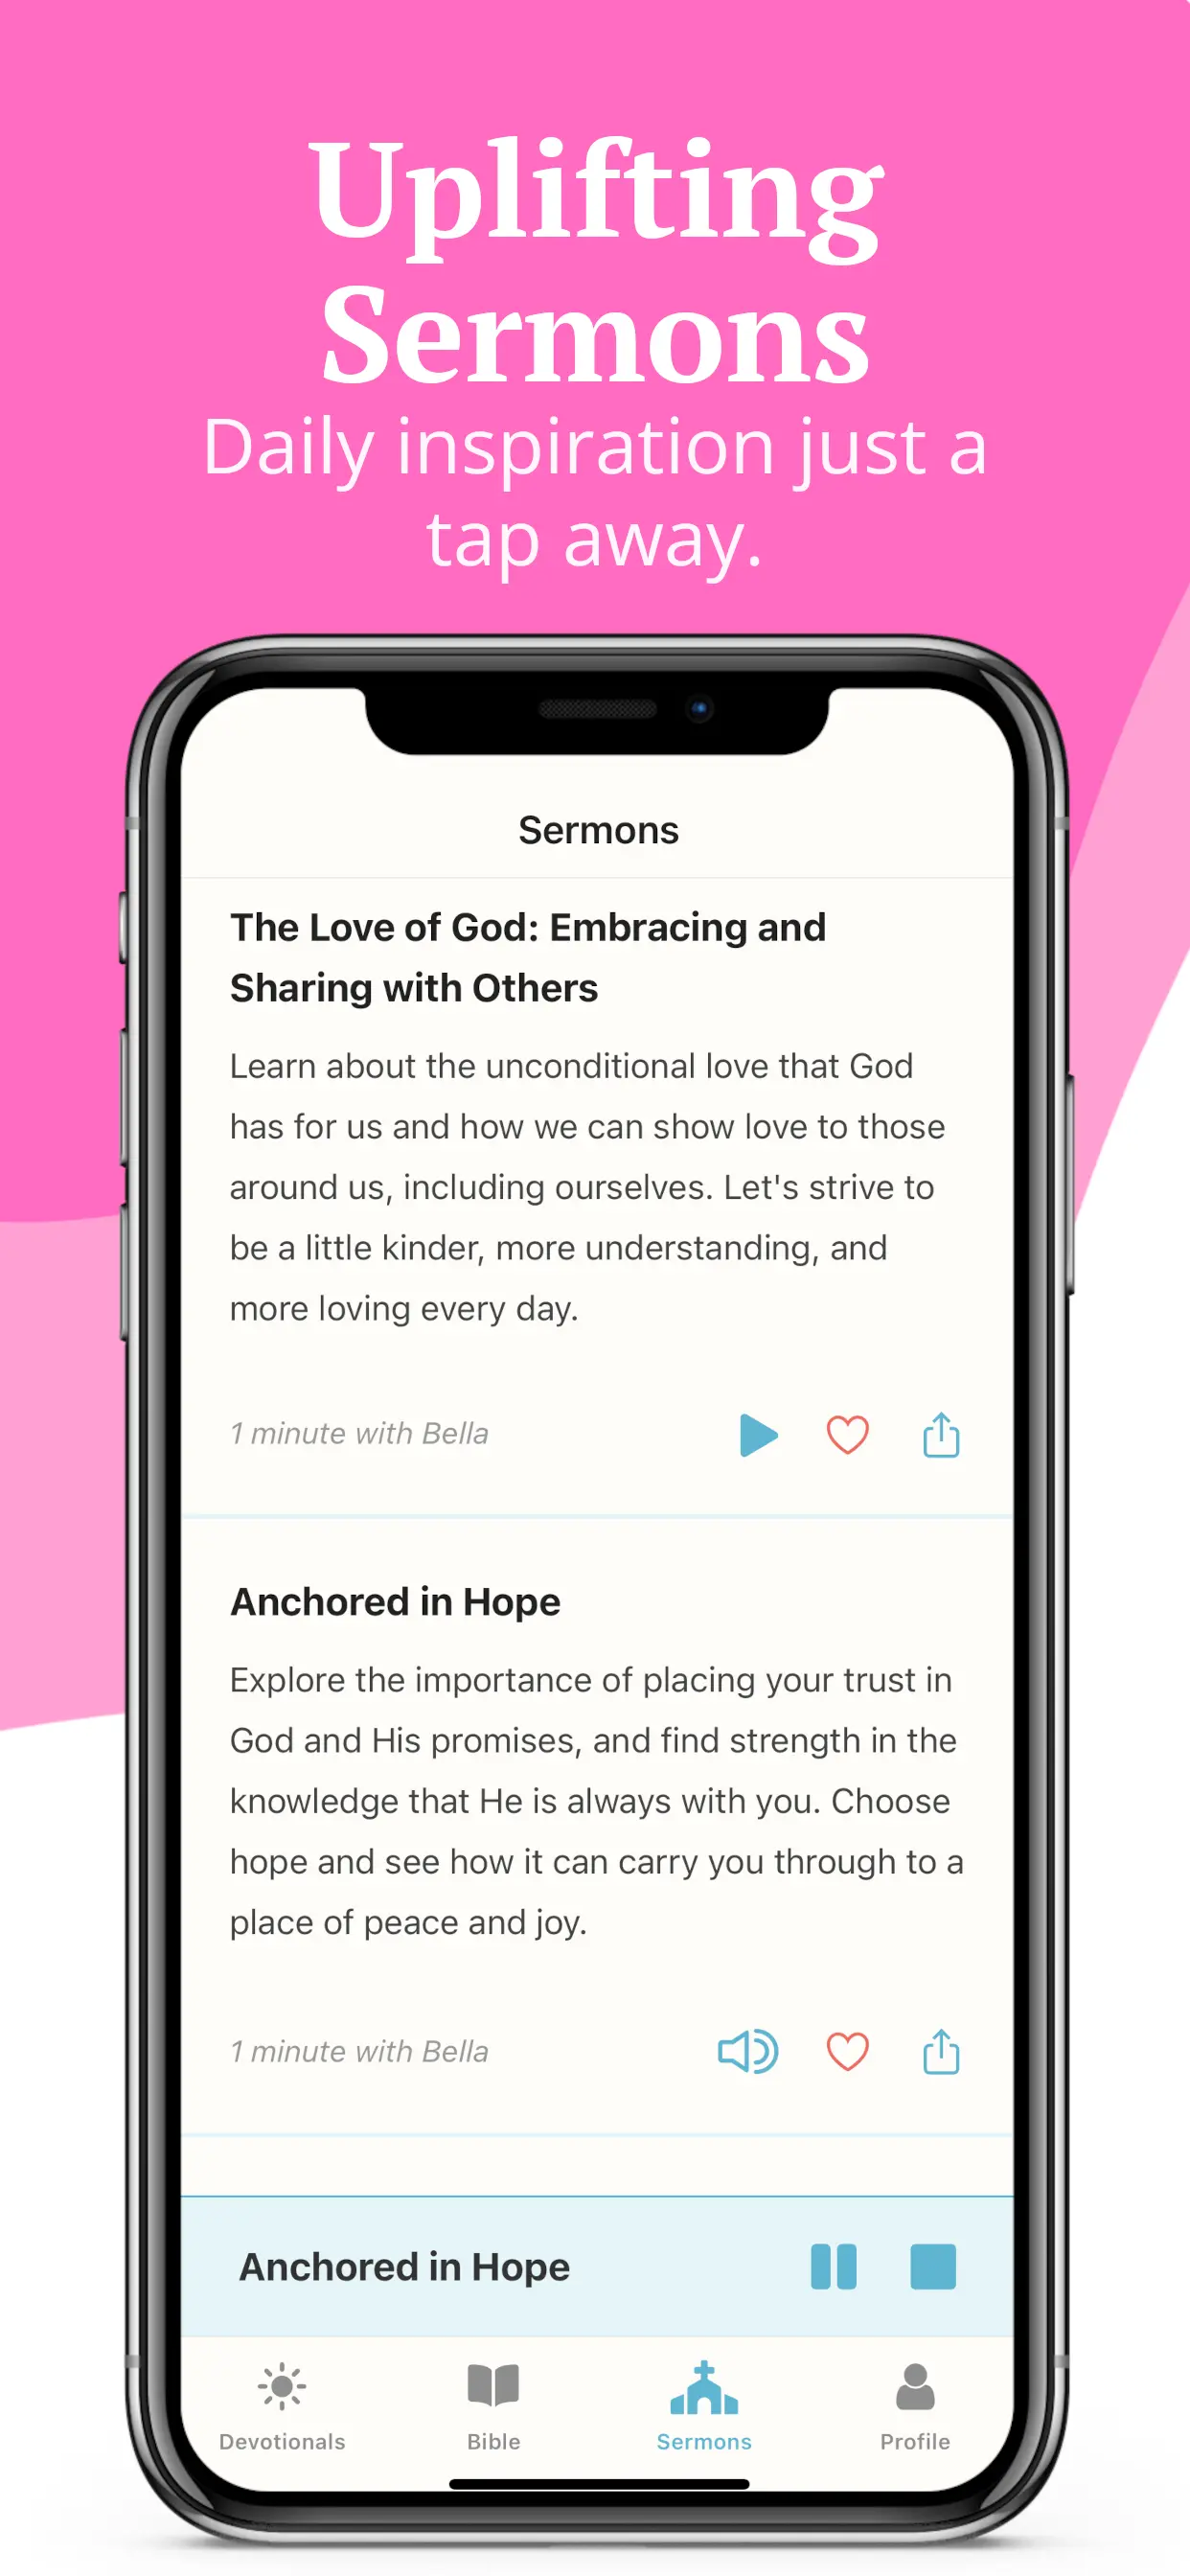 Uplifting
Sermons
Daily inspiration just a
tap away.
Sermons
The Love of God: Embracing and
Sharing with Others
Learn about the unconditional love that God
has for us and how we can show love to those
around us, including ourselves. Let's strive to
be a little kinder, more understanding, and
more loving every day.
1 minute with Bella
Anchored in Hope
Explore the importance of placing your trust in
God and His promises, and find strength in the
knowledge that He is always with you. Choose
hope and see how it can carry you through to a
place of peace and joy.
1 minute with Bella
Anchored in Hope
Devotionals
Bible
Sermons
Profile